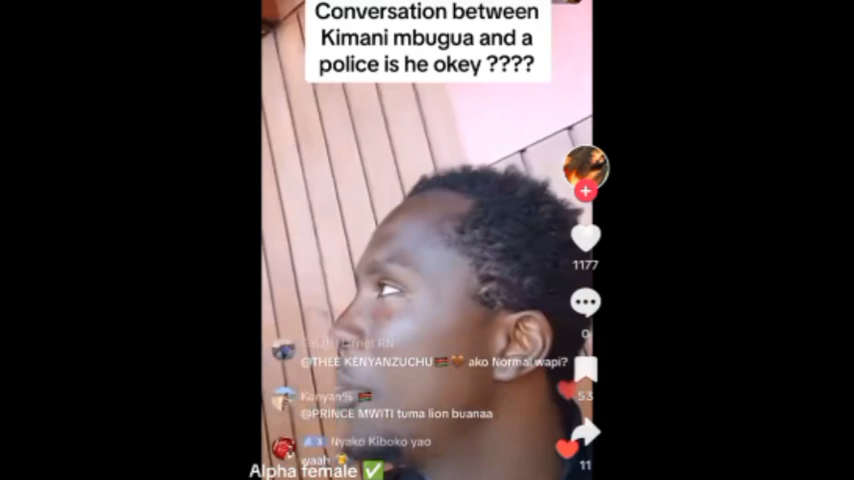 Conversation between
Kimani mbugua and a
police is he okey ????
1177
0
@THEE KENYANZUCHU🇰🇪🤎 ako Normal wapi?
53
Kenyan% 🇰🇪
@PRINCE MWITI tuma lion buanaa
Nyako Kiboko yao
waah
11
Alpha female ✅